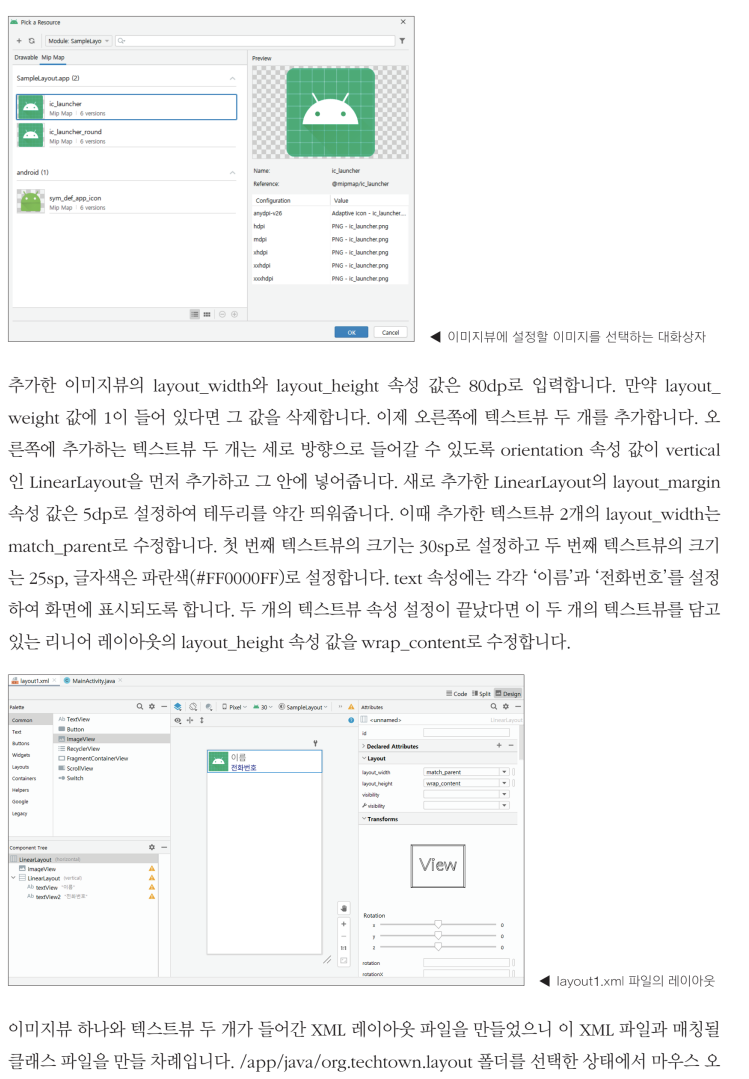 Pick a Resource
Module: SampleLayo
Drawable Mip Map
SampleLayout.app (2)
ic_launcher
Mip Map | 6 versions
ic_launcher_round
Mip Map | 6 versions
android (1)
sym_def_app_icon
Mip Map | 6 versions
Preview
Name: ic_launcher
Reference: @mipmap/ic_launcher
Configuration Value
anydpi-v26 Adaptive icon - ic_launcher....
hdpi PNG - ic_launcher.png
mdpi PNG - ic_launcher.png
xhdpi PNG - ic_launcher.png
xxhdpi PNG - ic_launcher.png
xxxhdpi PNG - ic_launcher.png
OK Cancel
◀ 이미지뷰에 설정할 이미지를 선택하는 대화상자
추가한 이미지뷰의 layout_width와 layout_height 속성 값은 80dp로 입력합니다. 만약 layout_
weight 값에 1이 들어 있다면 그 값을 삭제합니다. 이제 오른쪽에 텍스트뷰 두 개를 추가합니다. 오
른쪽에 추가하는 텍스트뷰 두 개는 세로 방향으로 들어갈 수 있도록 orientation 속성 값이 vertical
인 LinearLayout을 먼저 추가하고 그 안에 넣어줍니다. 새로 추가한 LinearLayout의 layout_margin
속성 값은 5dp로 설정하여 테두리를 약간 띄워줍니다. 이때 추가한 텍스트뷰 2개의 layout_width는
match_parent로 수정합니다. 첫 번째 텍스트뷰의 크기는 30sp로 설정하고 두 번째 텍스트뷰의 크기
는 25sp, 글자색은 파란색(#FF0000FF)로 설정합니다. text 속성에는 각각 ‘이름’과 ‘전화번호’를 설정
하여 화면에 표시되도록 합니다. 두 개의 텍스트뷰 속성 설정이 끝났다면 이 두 개의 텍스트뷰를 담고
있는 리니어 레이아웃의 layout_height 속성 값을 wrap_content로 수정합니다.
layout1.xml MainActivity.java
Code Split Design
Palette
Common
Text
Buttons
Widgets
Layouts
Containers
Helpers
Google
Legacy
Ab TextView
Button
ImageView
RecyclerView
FragmentContainerView
ScrollView
Switch
Component Tree
LinearLayout (horizontal)
ImageView
LinearLayout (vertical)
Ab textView "이름"
Ab textView2 "전화번호"
Pixel 30 SampleLayout
이름
전화번호
1:1
Attributes
<unnamed> LinearLayout
id
Declared Attributes
Layout
layout_width match_parent
layout_height wrap_content
visibility
visibility
Transforms
View
Rotation
x 0
y 0
z 0
rotation
rotationX
◀ layout1.xml 파일의 레이아웃
이미지뷰 하나와 텍스트뷰 두 개가 들어간 XML 레이아웃 파일을 만들었으니 이 XML 파일과 매칭될
클래스 파일을 만들 차례입니다. /app/java/org.techtown.layout 폴더를 선택한 상태에서 마우스 오